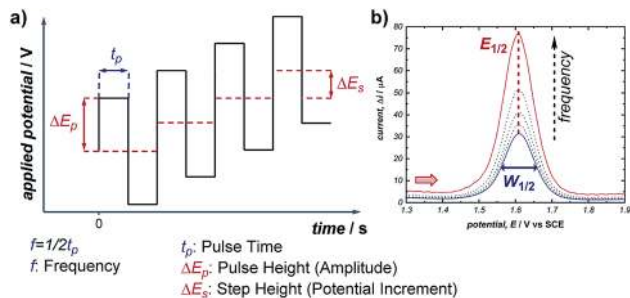 a)
applied potential / V
t_p
ΔE_p
ΔE_s
0
time / s
f=1/2t_p
f: Frequency
t_p: Pulse Time
ΔE_p: Pulse Height (Amplitude)
ΔE_s: Step Height (Potential Increment)
b)
current, Δi / μA
80
70
60
50
40
30
20
10
0
E_1/2
frequency
W_1/2
1.3
1.4
1.5
1.6
1.7
1.8
1.9
potential, E / V vs SCE